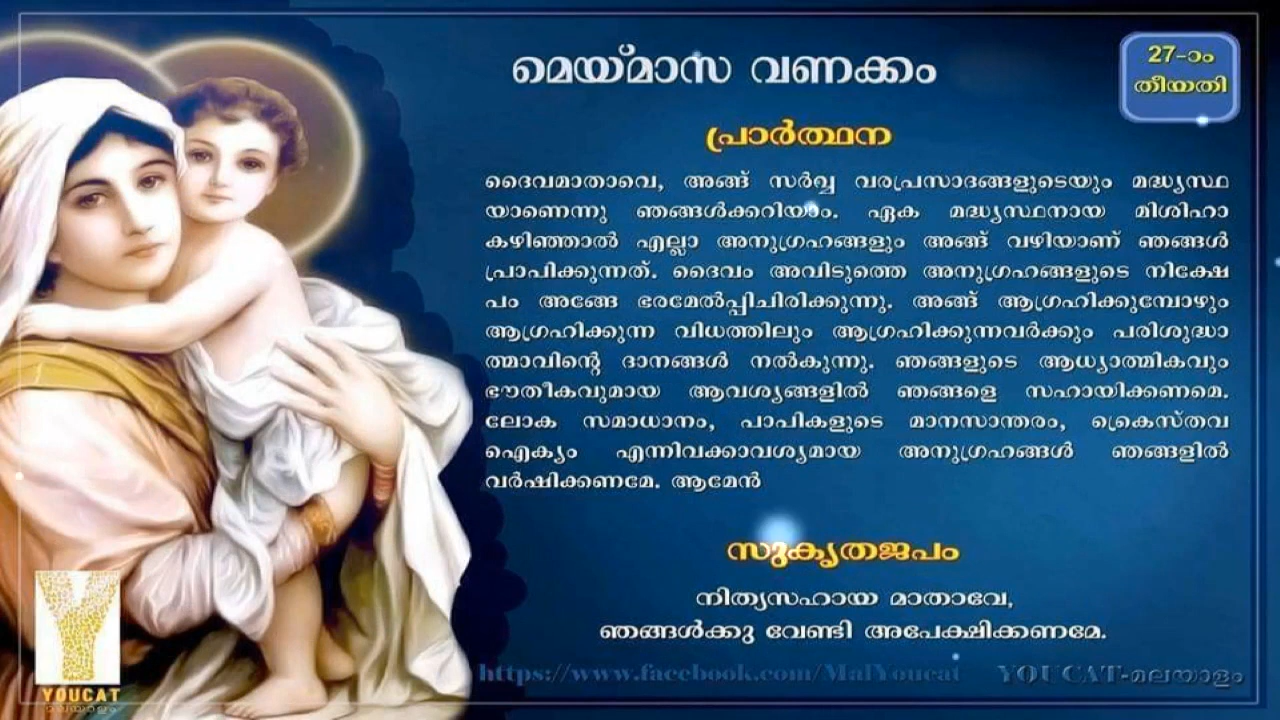 മെയ്മാസ വണക്കം
27-ാം
തീയതി
പ്രാർത്ഥന
ദൈവമാതാവെ, അങ്ങ് സർവ്വ വരപ്രസാദങ്ങളുടെയും മദ്ധ്യസ്ഥ
യാണെന്നു ഞങ്ങൾക്കറിയാം. ഏക മദ്ധ്യസ്ഥനായ മിശിഹാ
കഴിഞ്ഞാൽ എല്ലാ അനുഗ്രഹങ്ങളും അങ്ങ് വഴിയാണ് ഞങ്ങൾ
പ്രാപിക്കുന്നത്. ദൈവം അവിടുത്തെ അനുഗ്രഹങ്ങളുടെ നിക്ഷേ
പം അങ്ങേ ഭരമേൽപ്പിചിരിക്കുന്നു. അങ്ങ് ആഗ്രഹിക്കുമ്പോഴും
ആഗ്രഹിക്കുന്ന വിധത്തിലും ആഗ്രഹിക്കുന്നവർക്കും പരിശുദ്ധാ
ത്മാവിന്റെ ദാനങ്ങൾ നൽകുന്നു. ഞങ്ങളുടെ ആധ്യാത്മികവും
ഭൗതീകവുമായ ആവശ്യങ്ങളിൽ ഞങ്ങളെ സഹായിക്കണമെ.
ലോക സമാധാനം, പാപികളുടെ മാനസാന്തരം, ക്രൈസ്തവ
ഐക്യം എന്നിവക്കാവശ്യമായ അനുഗ്രഹങ്ങൾ ഞങ്ങളിൽ
വർഷിക്കണമേ. ആമേൻ
സുകൃതജപം
നിത്യസഹായ മാതാവേ,
ഞങ്ങൾക്കു വേണ്ടി അപേക്ഷിക്കണമേ.
https://www.facebook.com/MalYoucat YOUCAT-മലയാളം
YOUCAT
മലയാളം